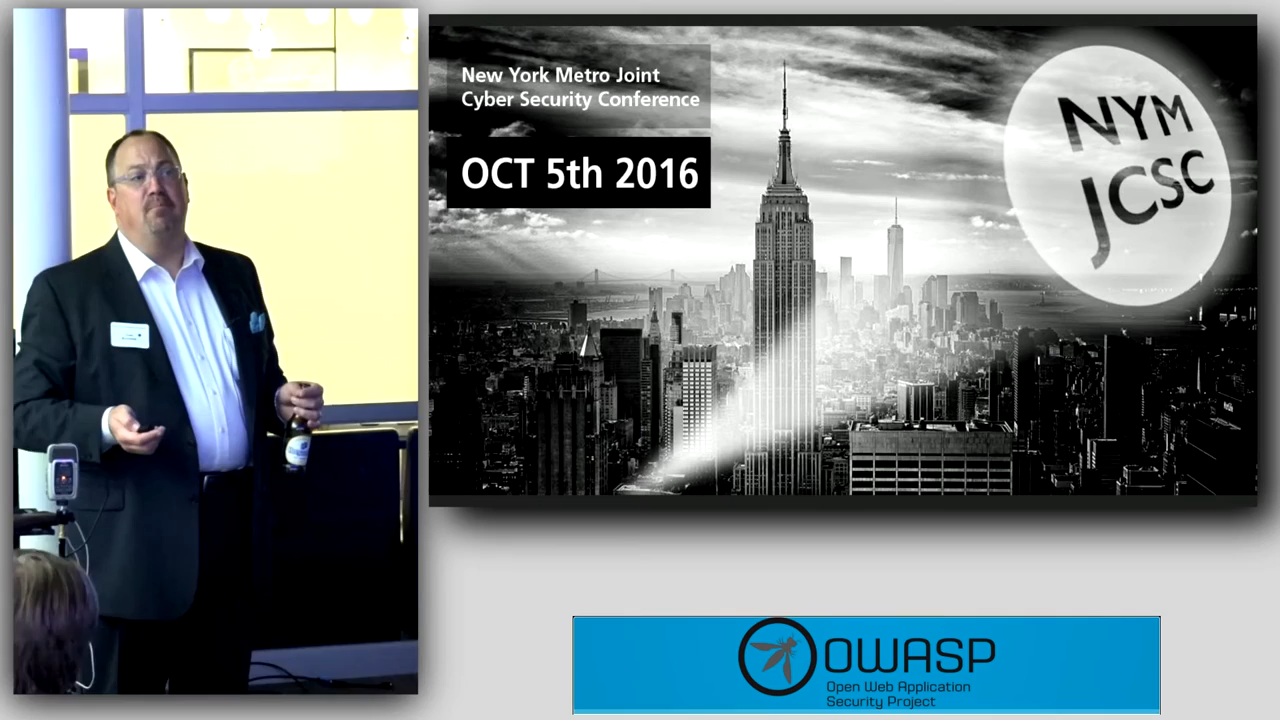 New York Metro Joint
Cyber Security Conference
OCT 5th 2016
NYM
JCSC
OWASP
Open Web Application
Security Project